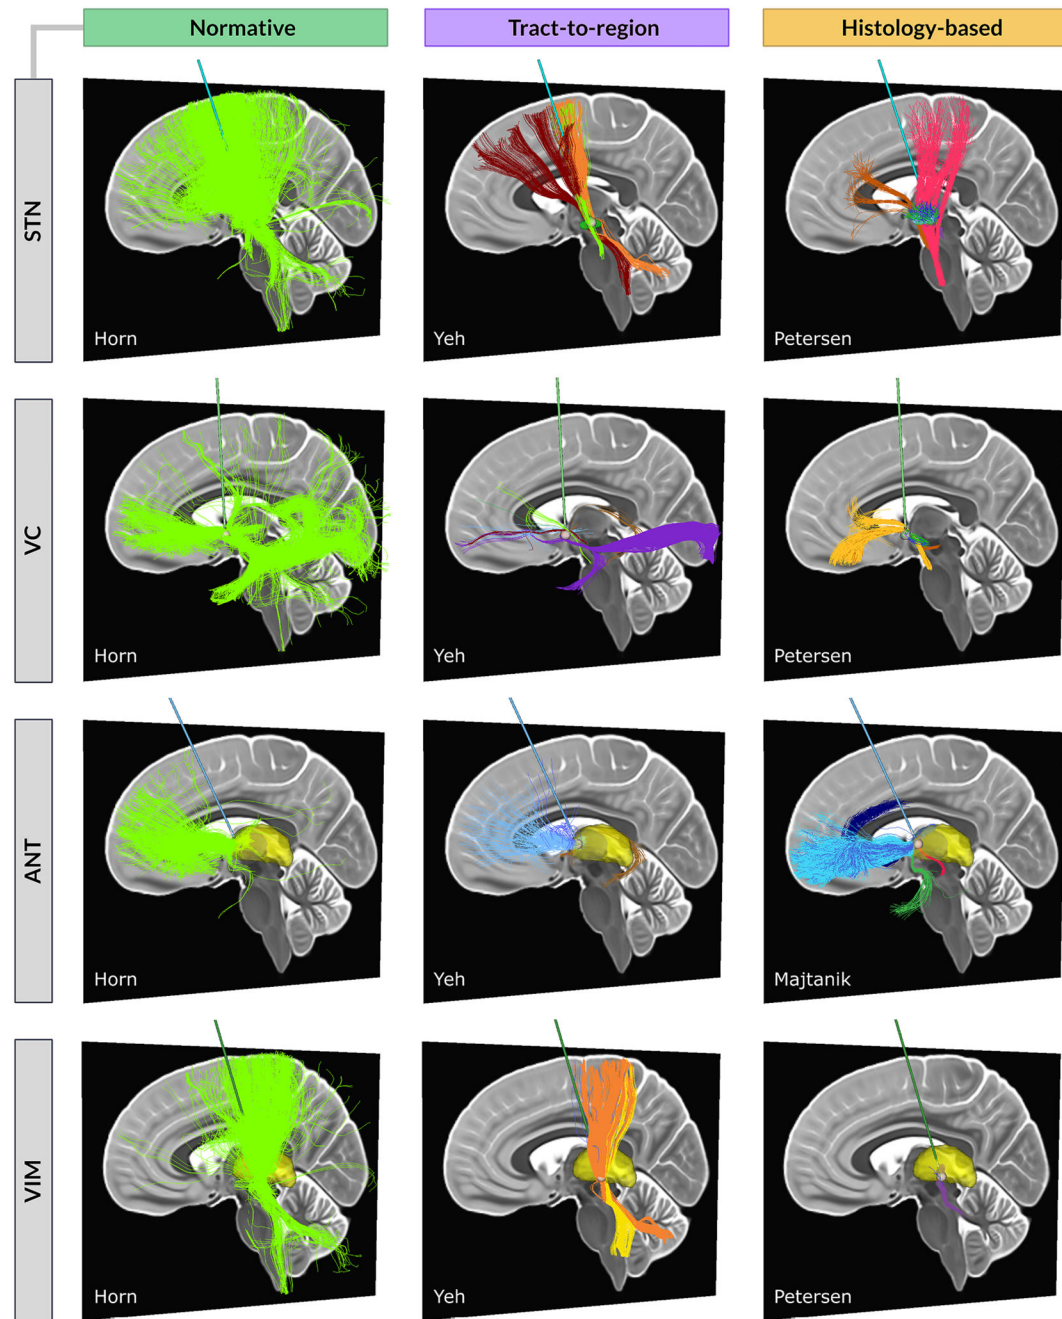 Normative
Tract-to-region
Histology-based
STN
Horn
Yeh
Petersen
VC
Horn
Yeh
Petersen
ANT
Horn
Yeh
Majtanik
VIM
Horn
Yeh
Petersen